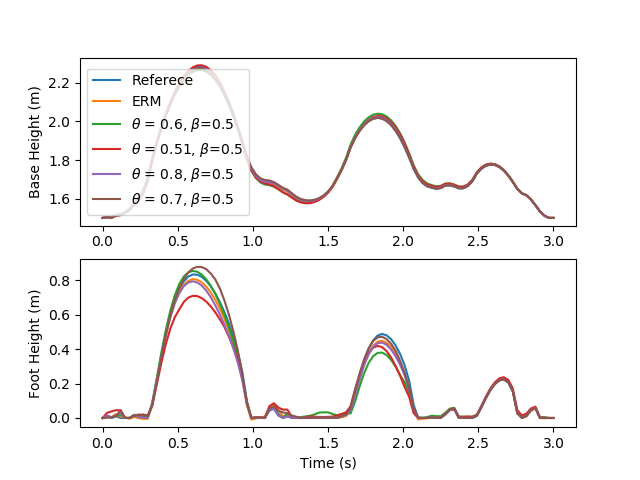 2.2
2.0
1.8
1.6
Base Height (m)
Referece
ERM
θ = 0.6, β=0.5
θ = 0.51, β=0.5
θ = 0.8, β=0.5
θ = 0.7, β=0.5
0.0 0.5 1.0 1.5 2.0 2.5 3.0
0.8
0.6
0.4
0.2
0.0
Foot Height (m)
0.0 0.5 1.0 1.5 2.0 2.5 3.0
Time (s)